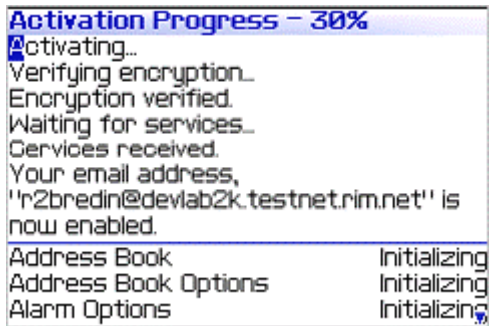 Activation Progress - 30%
Activating...
Verifying encryption...
Encryption verified.
Waiting for services...
Services received.
Your email address,
"r2bredin@devlab2k.testnet.rim.net" is
now enabled.
Address Book Initializing
Address Book Options Initializing
Alarm Options Initializing